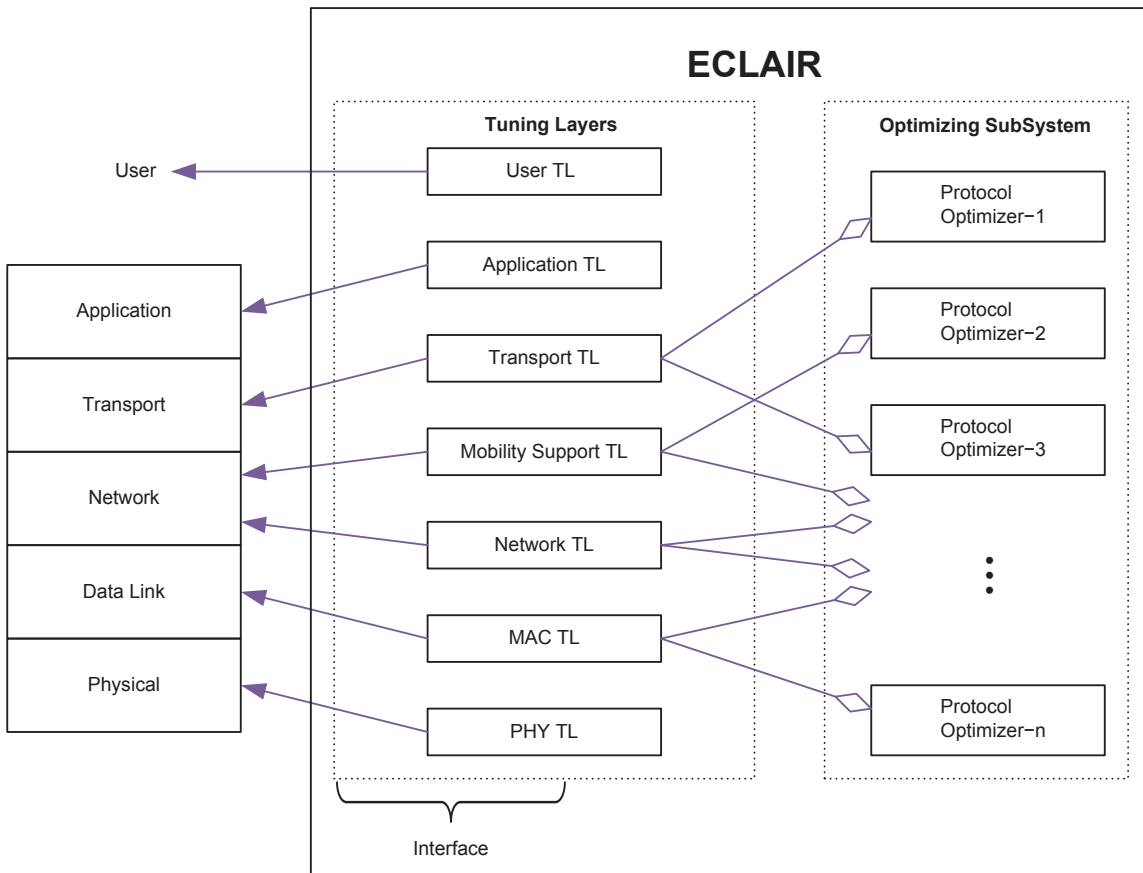 ECLAIR
Tuning Layers
Optimizing SubSystem
User
User TL
Application TL
Transport TL
Mobility Support TL
Network TL
MAC TL
PHY TL
Application
Transport
Network
Data Link
Physical
Protocol
Optimizer−1
Protocol
Optimizer−2
Protocol
Optimizer−3
Protocol
Optimizer−n
Interface